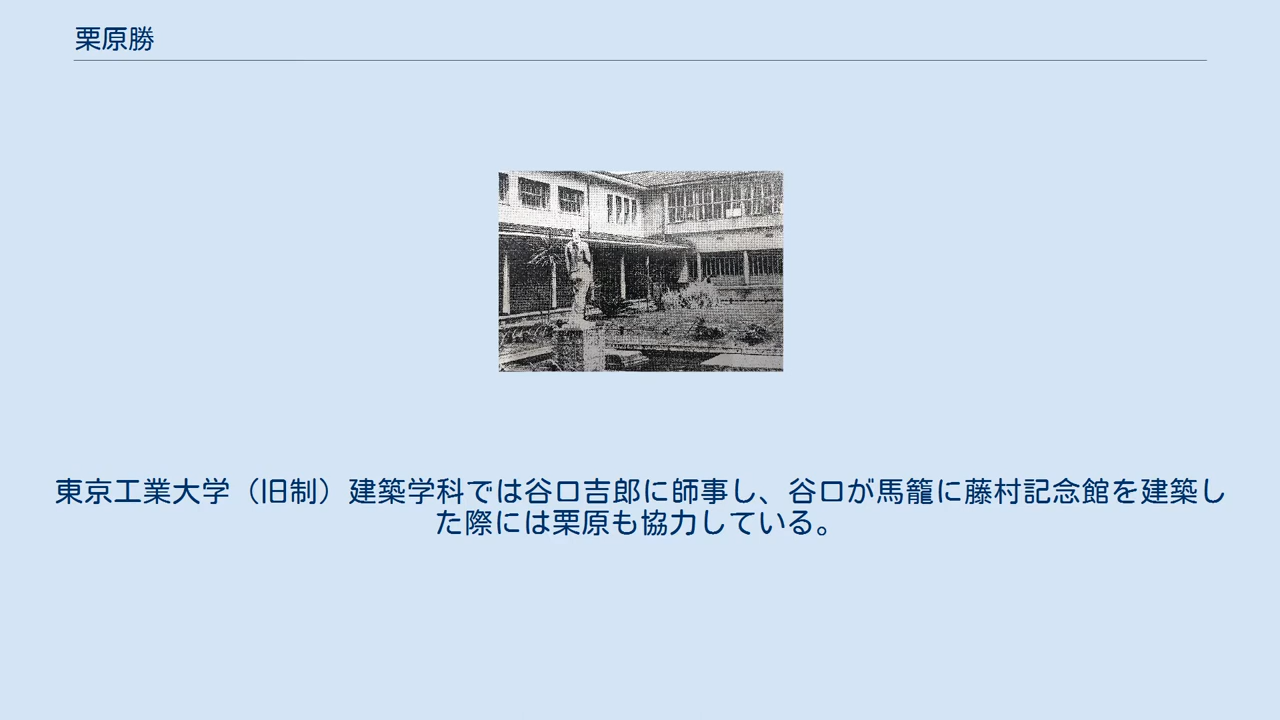 栗原勝
東京工業大学（旧制）建築学科では谷口吉郎に師事し、谷口が馬籠に藤村記念館を建築し
た際には栗原も協力している。